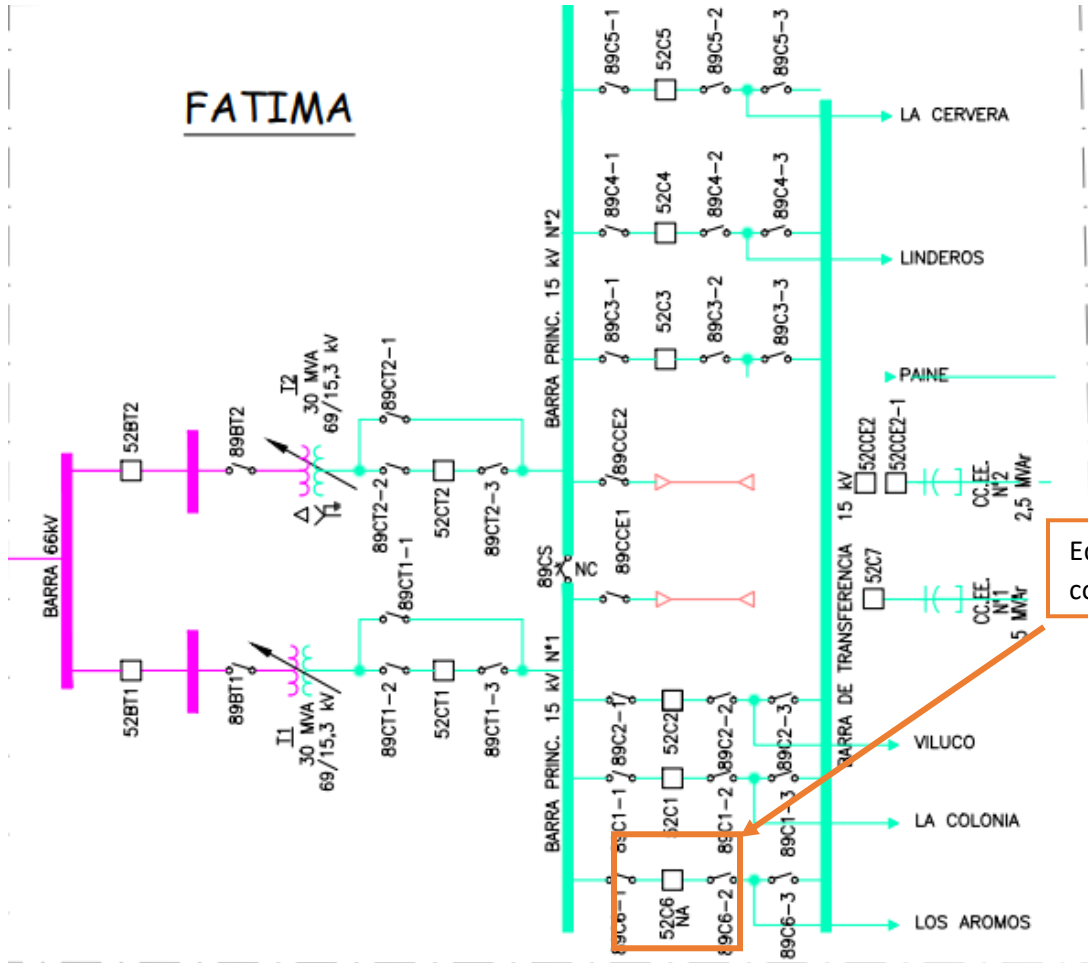 FATIMA
BARRA 66kV
52BT2
89BT2
T2
30 MVA
69/15,3 kV
89CT2-1
89CT2-2
52CT2
89CT2-3
52BT1
89BT1
T1
30 MVA
69/15,3 kV
89CT1-1
89CT1-2
52CT1
89CT1-3
BARRA PRINC. 15 kV N°2
BARRA PRINC. 15 kV N°1
89CS
NC
89C5-1
52C5
89C5-2
89C5-3
LA CERVERA
89C4-1
52C4
89C4-2
89C4-3
LINDEROS
89C3-1
52C3
89C3-2
89C3-3
PAINE
89CCE2
52CCE2
52CCE2-1
CC.EE.
N°2
2,5 MVAr
89CCE1
52C7
CC.EE.
N°1
5 MVAr
BARRA DE TRANSFERENCIA 15 kV
89C2-1
52C2
89C2-2
89C2-3
VILUCO
89C1-1
52C1
89C1-2
89C1-3
LA COLONIA
89C6-1
52C6
NA
89C6-2
89C6-3
LOS AROMOS